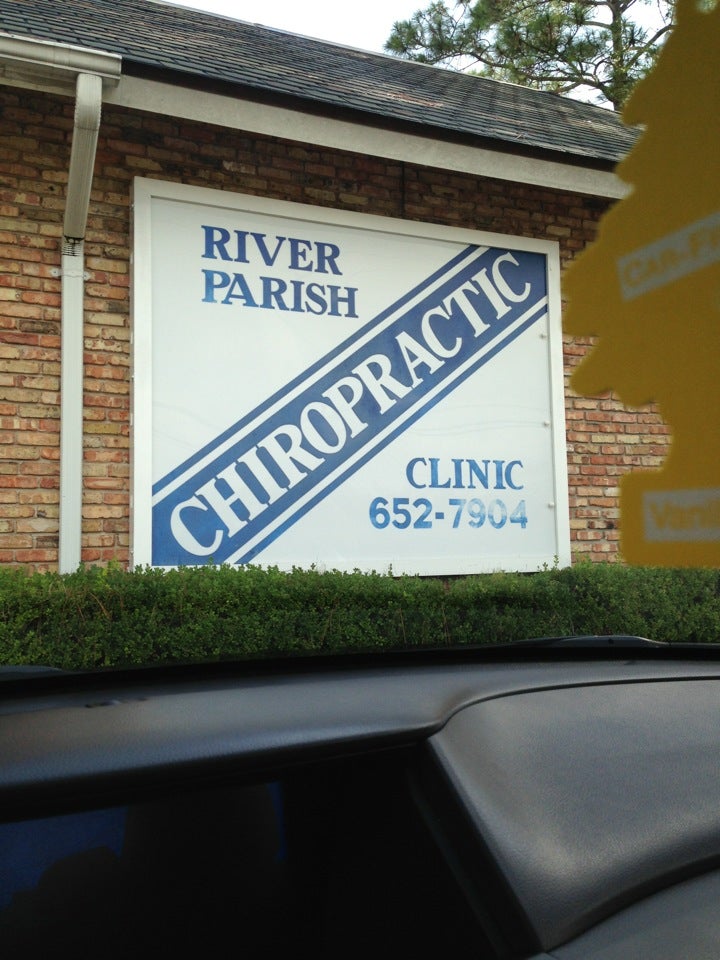 RIVER
PARISH
CHIROPRACTIC
CLINIC
652-7904